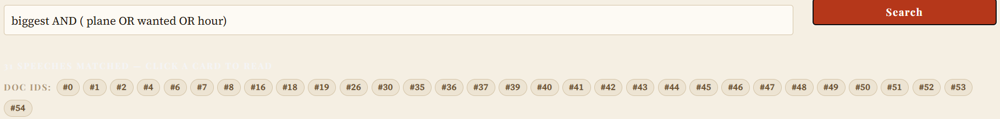 biggest AND ( plane OR wanted OR hour)
Search
31 SPEECHES MATCHED — CLICK A CARD TO READ
DOC IDS: #0 #1 #2 #4 #6 #7 #8 #16 #18 #19 #26 #30 #35 #36 #37 #39 #40 #41 #42 #43 #44 #45 #46 #47 #48 #49 #50 #51 #52 #53
#54